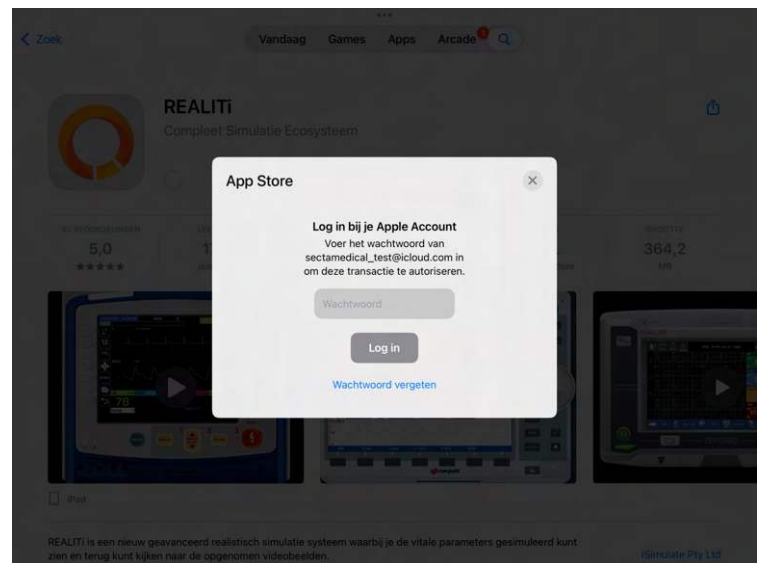 Zoek
Vandaag Games Apps Arcade
1
REALITi
Compleet Simulatie Ecosysteem
App Store
Log in bij je Apple Account
Voer het wachtwoord van
sectamedical_test@icloud.com in
om deze transactie te autoriseren.
Wachtwoord
Log in
Wachtwoord vergeten
5,0
★★★★★
GROOTTE
364,2
MB
78
iPad
REALITi is een nieuw geavanceerd realistisch simulatie systeem waarbij je de vitale parameters gesimuleerd kunt
zien en terug kunt kijken naar de opgenomen videobeelden.
iSimulate Pty Ltd